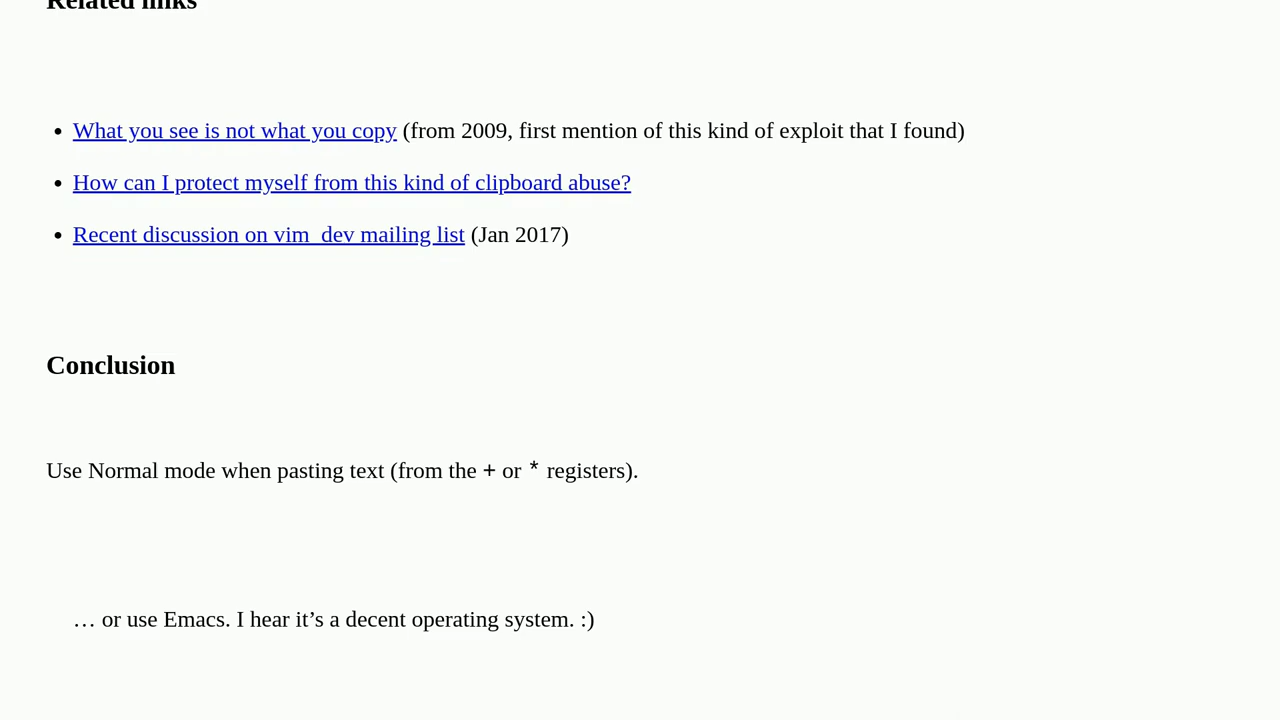 Related links
What you see is not what you copy (from 2009, first mention of this kind of exploit that I found)
How can I protect myself from this kind of clipboard abuse?
Recent discussion on vim_dev mailing list (Jan 2017)
Conclusion
Use Normal mode when pasting text (from the + or * registers).
… or use Emacs. I hear it’s a decent operating system. :)